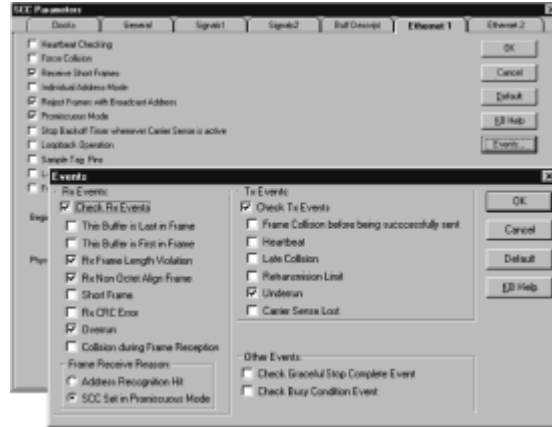 SCC Parameters
Clocks General Signals1 Signals2 Buff Descript Ethernet 1 Ethernet 2
Heartbeat Checking
Force Collision
Receive Short Frames
Individual Address Mode
Reject Frames with Broadcast Address
Promiscuous Mode
Stop Backoff Timer whenever Carrier Sense is active
Loopback Operation
Sample Tag Pins
OK
Cancel
Default
KB Help
Events...
Events
Rx Events:
Check Rx Events
This Buffer is Last in Frame
This Buffer is First in Frame
Rx Frame Length Violation
Rx Non Octet Align Frame
Short Frame
Rx CRC Error
Overrun
Collision during Frame Reception
Frame Receive Reason:
Address Recognition Hit
SCC Set in Promiscuous Mode
Tx Events:
Check Tx Events
Frame Collision before being successfully sent
Heartbeat
Late Collision
Retransmission Limit
Underrun
Carrier Sense Lost
Other Events:
Check Graceful Stop Complete Event
Check Busy Condition Event
OK
Cancel
Default
KB Help